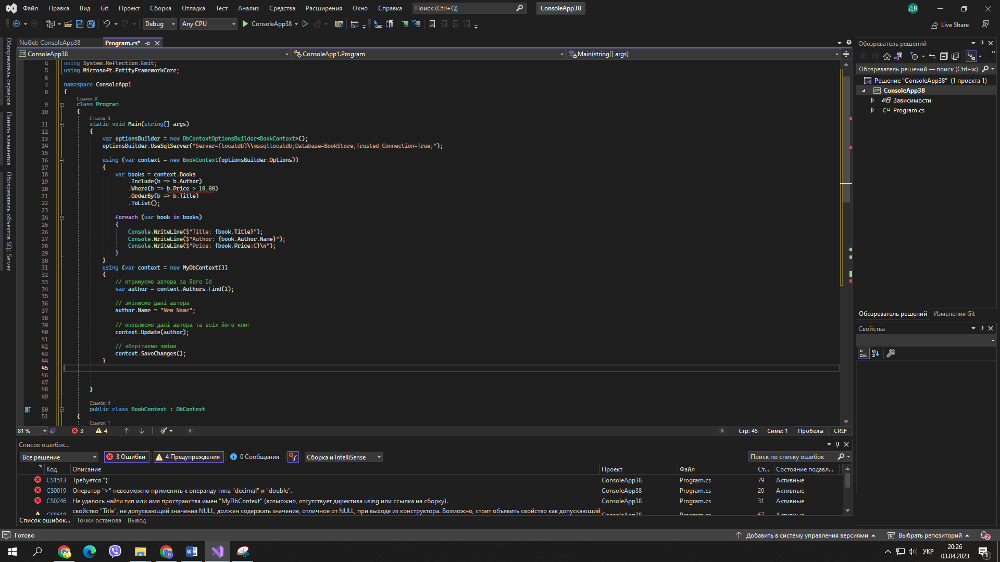 Файл Правка Вид Git Проект Сборка Отладка Тест Анализ Средства Расширения Окно Справка Поиск (Ctrl+Q) ConsoleApp38 ДВ
Debug Any CPU ConsoleApp38 Live Share
NuGet: ConsoleApp38 Program.cs*
ConsoleApp38 ConsoleApp1.Program Main(string[] args)
Обозреватель серверов
Панель элементов
Обозреватель объектов SQL Server
4 using System.Reflection.Emit;
5 using Microsoft.EntityFrameworkCore;
6
7 namespace ConsoleApp1
8 {
Ссылок: 0
9 class Program
10 {
Ссылок: 0
11 static void Main(string[] args)
12 {
13 var optionsBuilder = new DbContextOptionsBuilder<BookContext>();
14 optionsBuilder.UseSqlServer("Server=(localdb)\\mssqllocaldb;Database=BookStore;Trusted_Connection=True;");
15
16 using (var context = new BookContext(optionsBuilder.Options))
17 {
18 var books = context.Books
19 .Include(b => b.Author)
20 .Where(b => b.Price > 10.00)
21 .OrderBy(b => b.Title)
22 .ToList();
23
24 foreach (var book in books)
25 {
26 Console.WriteLine($"Title: {book.Title}");
27 Console.WriteLine($"Author: {book.Author.Name}");
28 Console.WriteLine($"Price: {book.Price:C}\n");
29 }
30 }
31 using (var context = new MyDbContext())
32 {
33 // отримуємо автора за його Id
34 var author = context.Authors.Find(1);
35
36 // змінюємо дані автора
37 author.Name = "New Name";
38
39 // оновлюємо дані автора та всіх його книг
40 context.Update(author);
41
42 // зберігаємо зміни
43 context.SaveChanges();
44 }
45
46
47
48 }
49
Ссылок: 4
50 public class BookContext : DbContext
51 {
Ссылок: 1
81 % 3 4 Стр: 45 Симв: 1 Пробелы CRLF
Список ошибок...
Все решение 3 Ошибки 4 Предупреждения 0 Сообщения Сборка и IntelliSense Поиск по списку ошибок
Код Описание Проект Файл Ст... Состояние подавл...
CS1513 Требуется "}" ConsoleApp38 Program.cs 79 Активные
CS0019 Оператор ">" невозможно применить к операнду типа "decimal" и "double". ConsoleApp38 Program.cs 20 Активные
CS0246 Не удалось найти тип или имя пространства имен "MyDbContext" (возможно, отсутствует директива using или ссылка на сборку). ConsoleApp38 Program.cs 31 Активные
CS8618 свойство "Title", не допускающий значения NULL, должен содержать значение, отличное от NULL, при выходе из конструктора. Возможно, стоит объявить свойство как допускающий ConsoleApp38 Program.cs 67 Активные
Список ошибок... Точки останова Вывод
Обозреватель решений
Обозреватель решений — поиск (Ctrl+ж)
Решение "ConsoleApp38" (1 проекта 1)
ConsoleApp38
Зависимости
C# Program.cs
Обозреватель решений Изменения Git
Свойства
Готово Добавить в систему управления версиями Выбрать репозиторий 2
УКР 20:26
03.04.2023 1